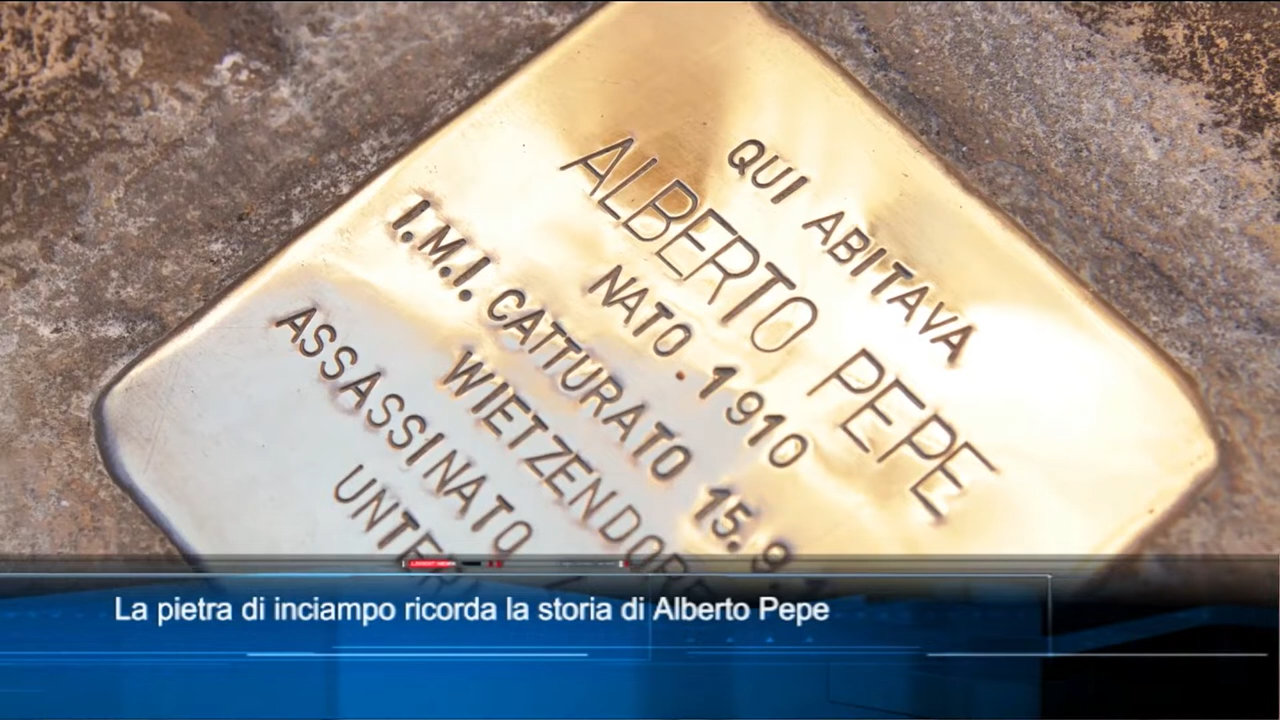 QUI ABITAVA
ALBERTO PEPE
NATO 1910
I.M.I. CATTURATO 15.9
WIETZENDORF
ASSASSINATO
La pietra di inciampo ricorda la storia di Alberto Pepe